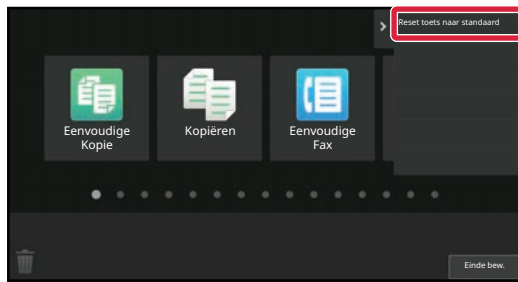 Reset toets naar standaard
Eenvoudige
Kopie
Kopiëren
Eenvoudige
Fax
Einde bew.